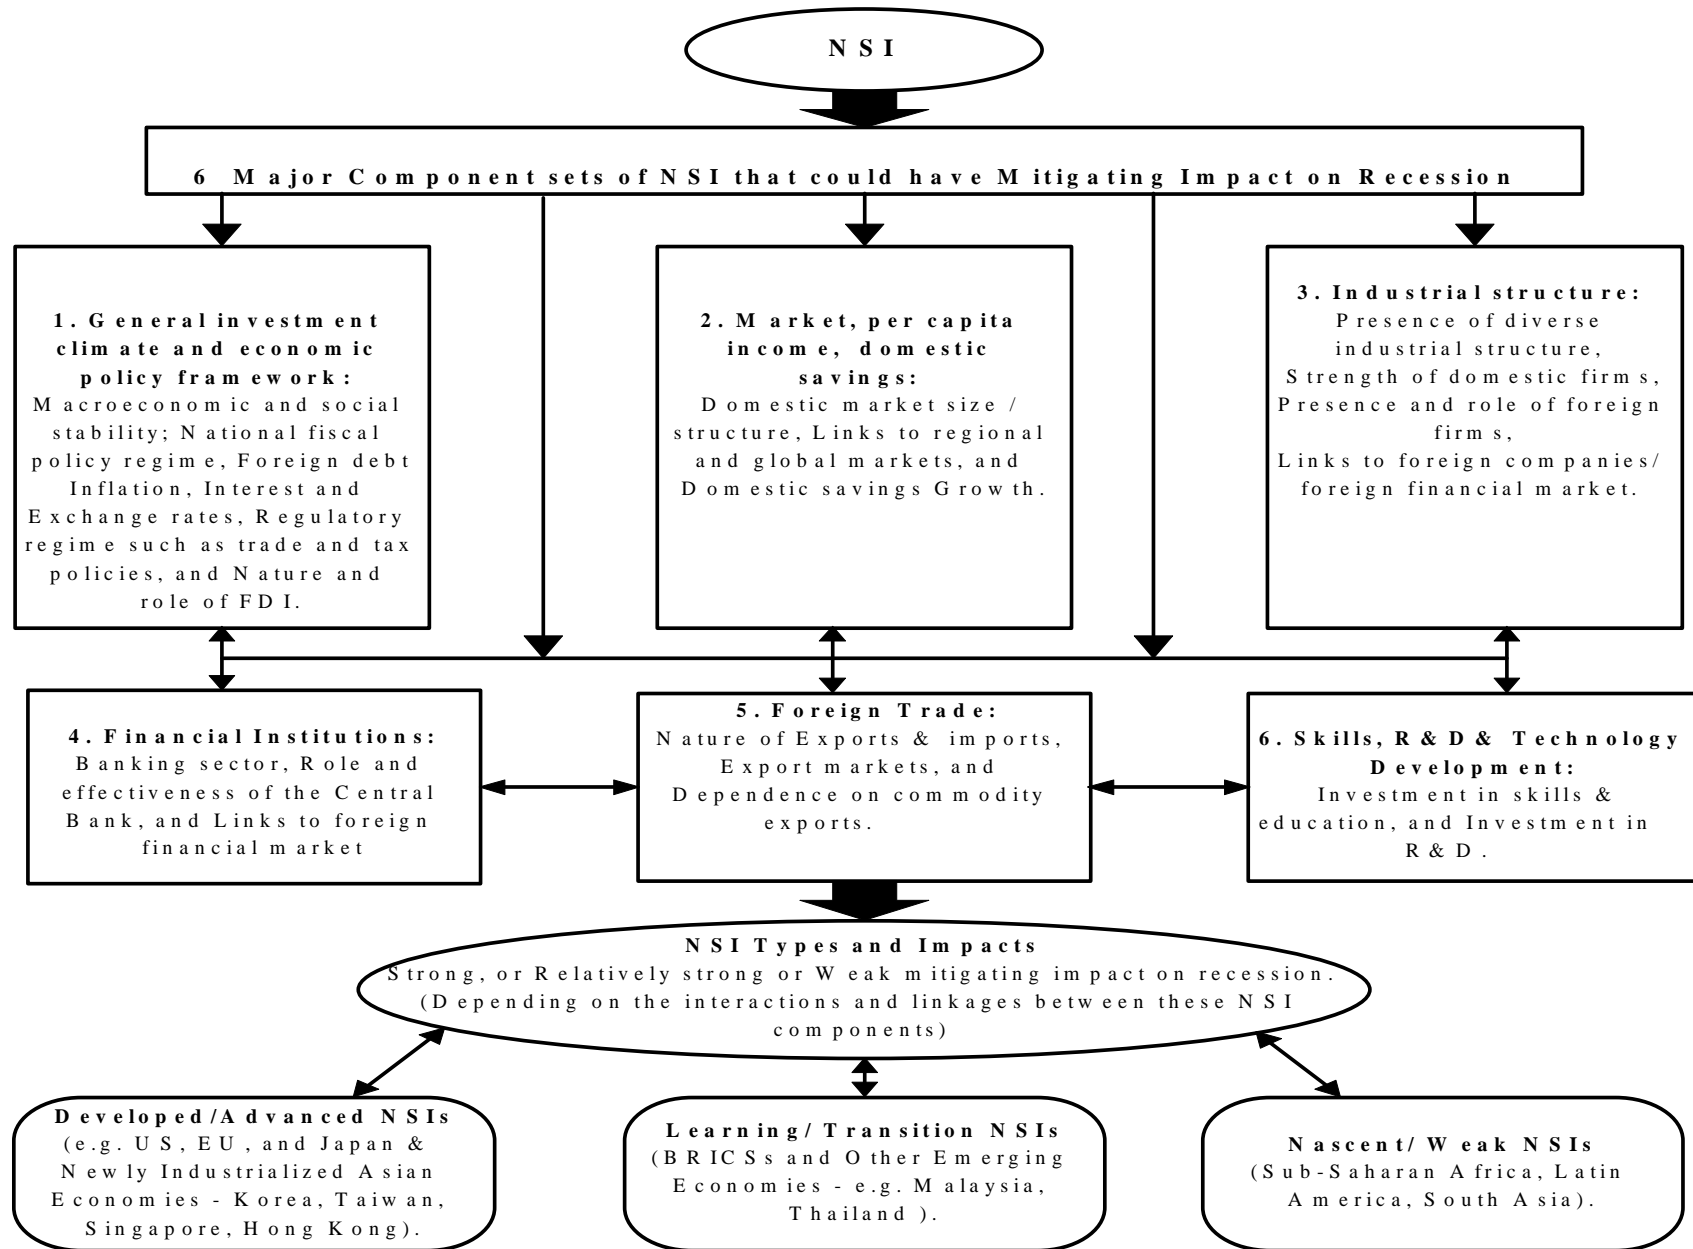 NSI
6 Major Component sets of NSI that could have Mitigating Impact on Recession
1. General investment
climate and economic
policy framework:
Macroeconomic and social
stability; National fiscal
policy regime, Foreign debt
Inflation, Interest and
Exchange rates, Regulatory
regime such as trade and tax
policies, and Nature and
role of FDI.
2. Market, per capita
income, domestic
savings:
Domestic market size /
structure, Links to regional
and global markets, and
Domestic savings Growth.
3. Industrial structure:
Presence of diverse
industrial structure,
Strength of domestic firms,
Presence and role of foreign
firms,
Links to foreign companies/
foreign financial market.
4. Financial Institutions:
Banking sector, Role and
effectiveness of the Central
Bank, and Links to foreign
financial market
5. Foreign Trade:
Nature of Exports & imports,
Export markets, and
Dependence on commodity
exports.
6. Skills, R&D & Technology
Development:
Investment in skills &
education, and Investment in
R&D.
NSI Types and Impacts
Strong, or Relatively strong or Weak mitigating impact on recession.
(Depending on the interactions and linkages between these NSI
components)
Developed/Advanced NSIs
(e.g. US, EU, and Japan &
Newly Industrialized Asian
Economies - Korea, Taiwan,
Singapore, Hong Kong).
Learning/ Transition NSIs
(BRICSs and Other Emerging
Economies - e.g. Malaysia,
Thailand ).
Nascent/ Weak NSIs
(Sub-Saharan Africa, Latin
America, South Asia).